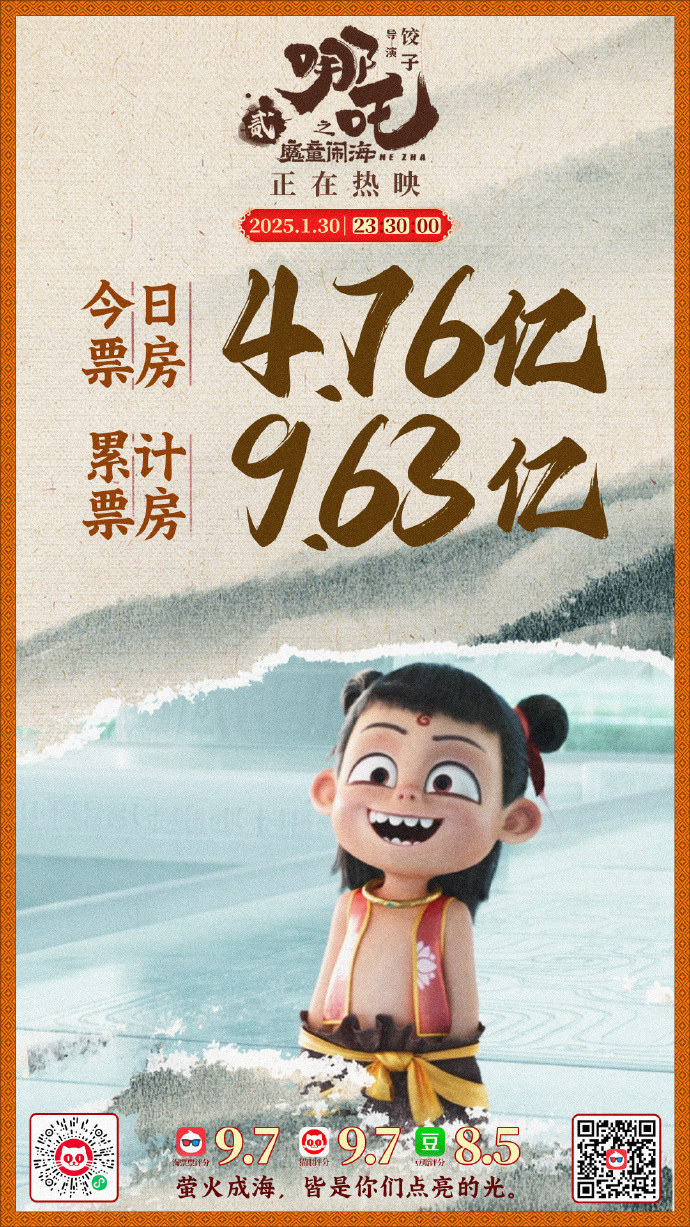 导演
饺子
哪吒
贰
之
魔童闹海 NE ZHA
正在热映
2025.1.30 23 30 00
今日票房
4.76亿
累计票房
9.63亿
淘票票评分 9.7 猫眼评分 9.7 豆 豆瓣评分 8.5
萤火成海，皆是你们点亮的光。